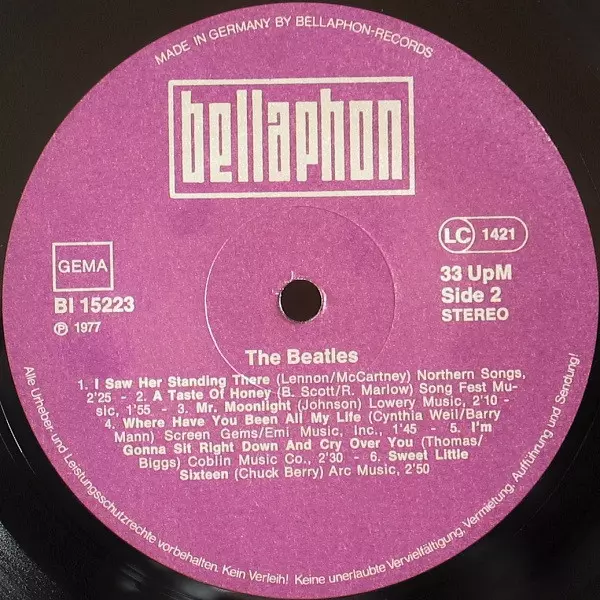 MADE IN GERMANY BY BELLAPHON-RECORDS
bellaphon
GEMA
BI 15223
Ⓟ 1977
LC 1421
33 UpM
Side 2
STEREO
The Beatles
1. I Saw Her Standing There (Lennon/McCartney) Northern Songs,
2'25 - 2. A Taste Of Honey (B. Scott/R. Marlow) Song Fest Mu-
sic, 1'55 - 3. Mr. Moonlight (Johnson) Lowery Music, 2'10 -
4. Where Have You Been All My Life (Cynthia Weil/Barry
Mann) Screen Gems/Emi Music, Inc., 1'45 - 5. I'm
Gonna Sit Right Down And Cry Over You (Thomas/
Biggs) Coblin Music Co., 2'30 - 6. Sweet Little
Sixteen (Chuck Berry) Arc Music, 2'50
Alle Urheber- und Leistungsschutzrechte vorbehalten. Kein Verleih! Keine unerlaubte Vervielfältigung, Vermietung, Aufführung und Sendung!